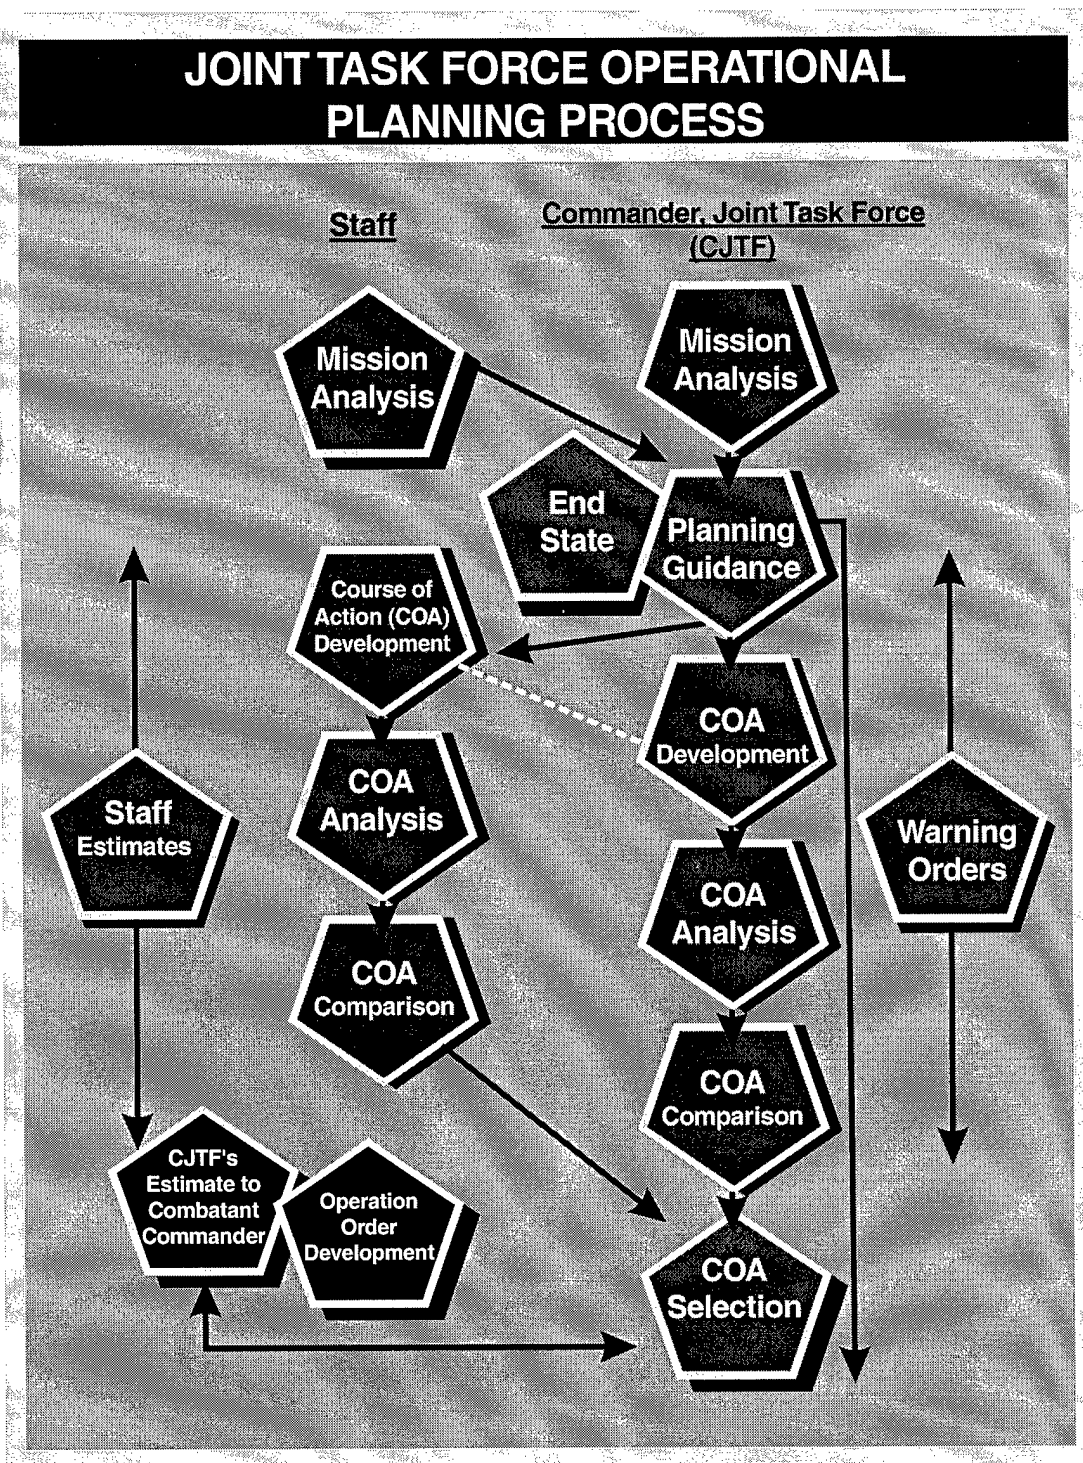 JOINT TASK FORCE OPERATIONAL
PLANNING PROCESS
Staff
Commander, Joint Task Force
(CJTF)
Mission
Analysis
Mission
Analysis
End
State
Planning
Guidance
Course of
Action (COA)
Development
COA
Development
COA
Analysis
Staff
Estimates
Warning
Orders
COA
Analysis
COA
Comparison
COA
Comparison
CJTF's
Estimate to
Combatant
Commander
Operation
Order
Development
COA
Selection